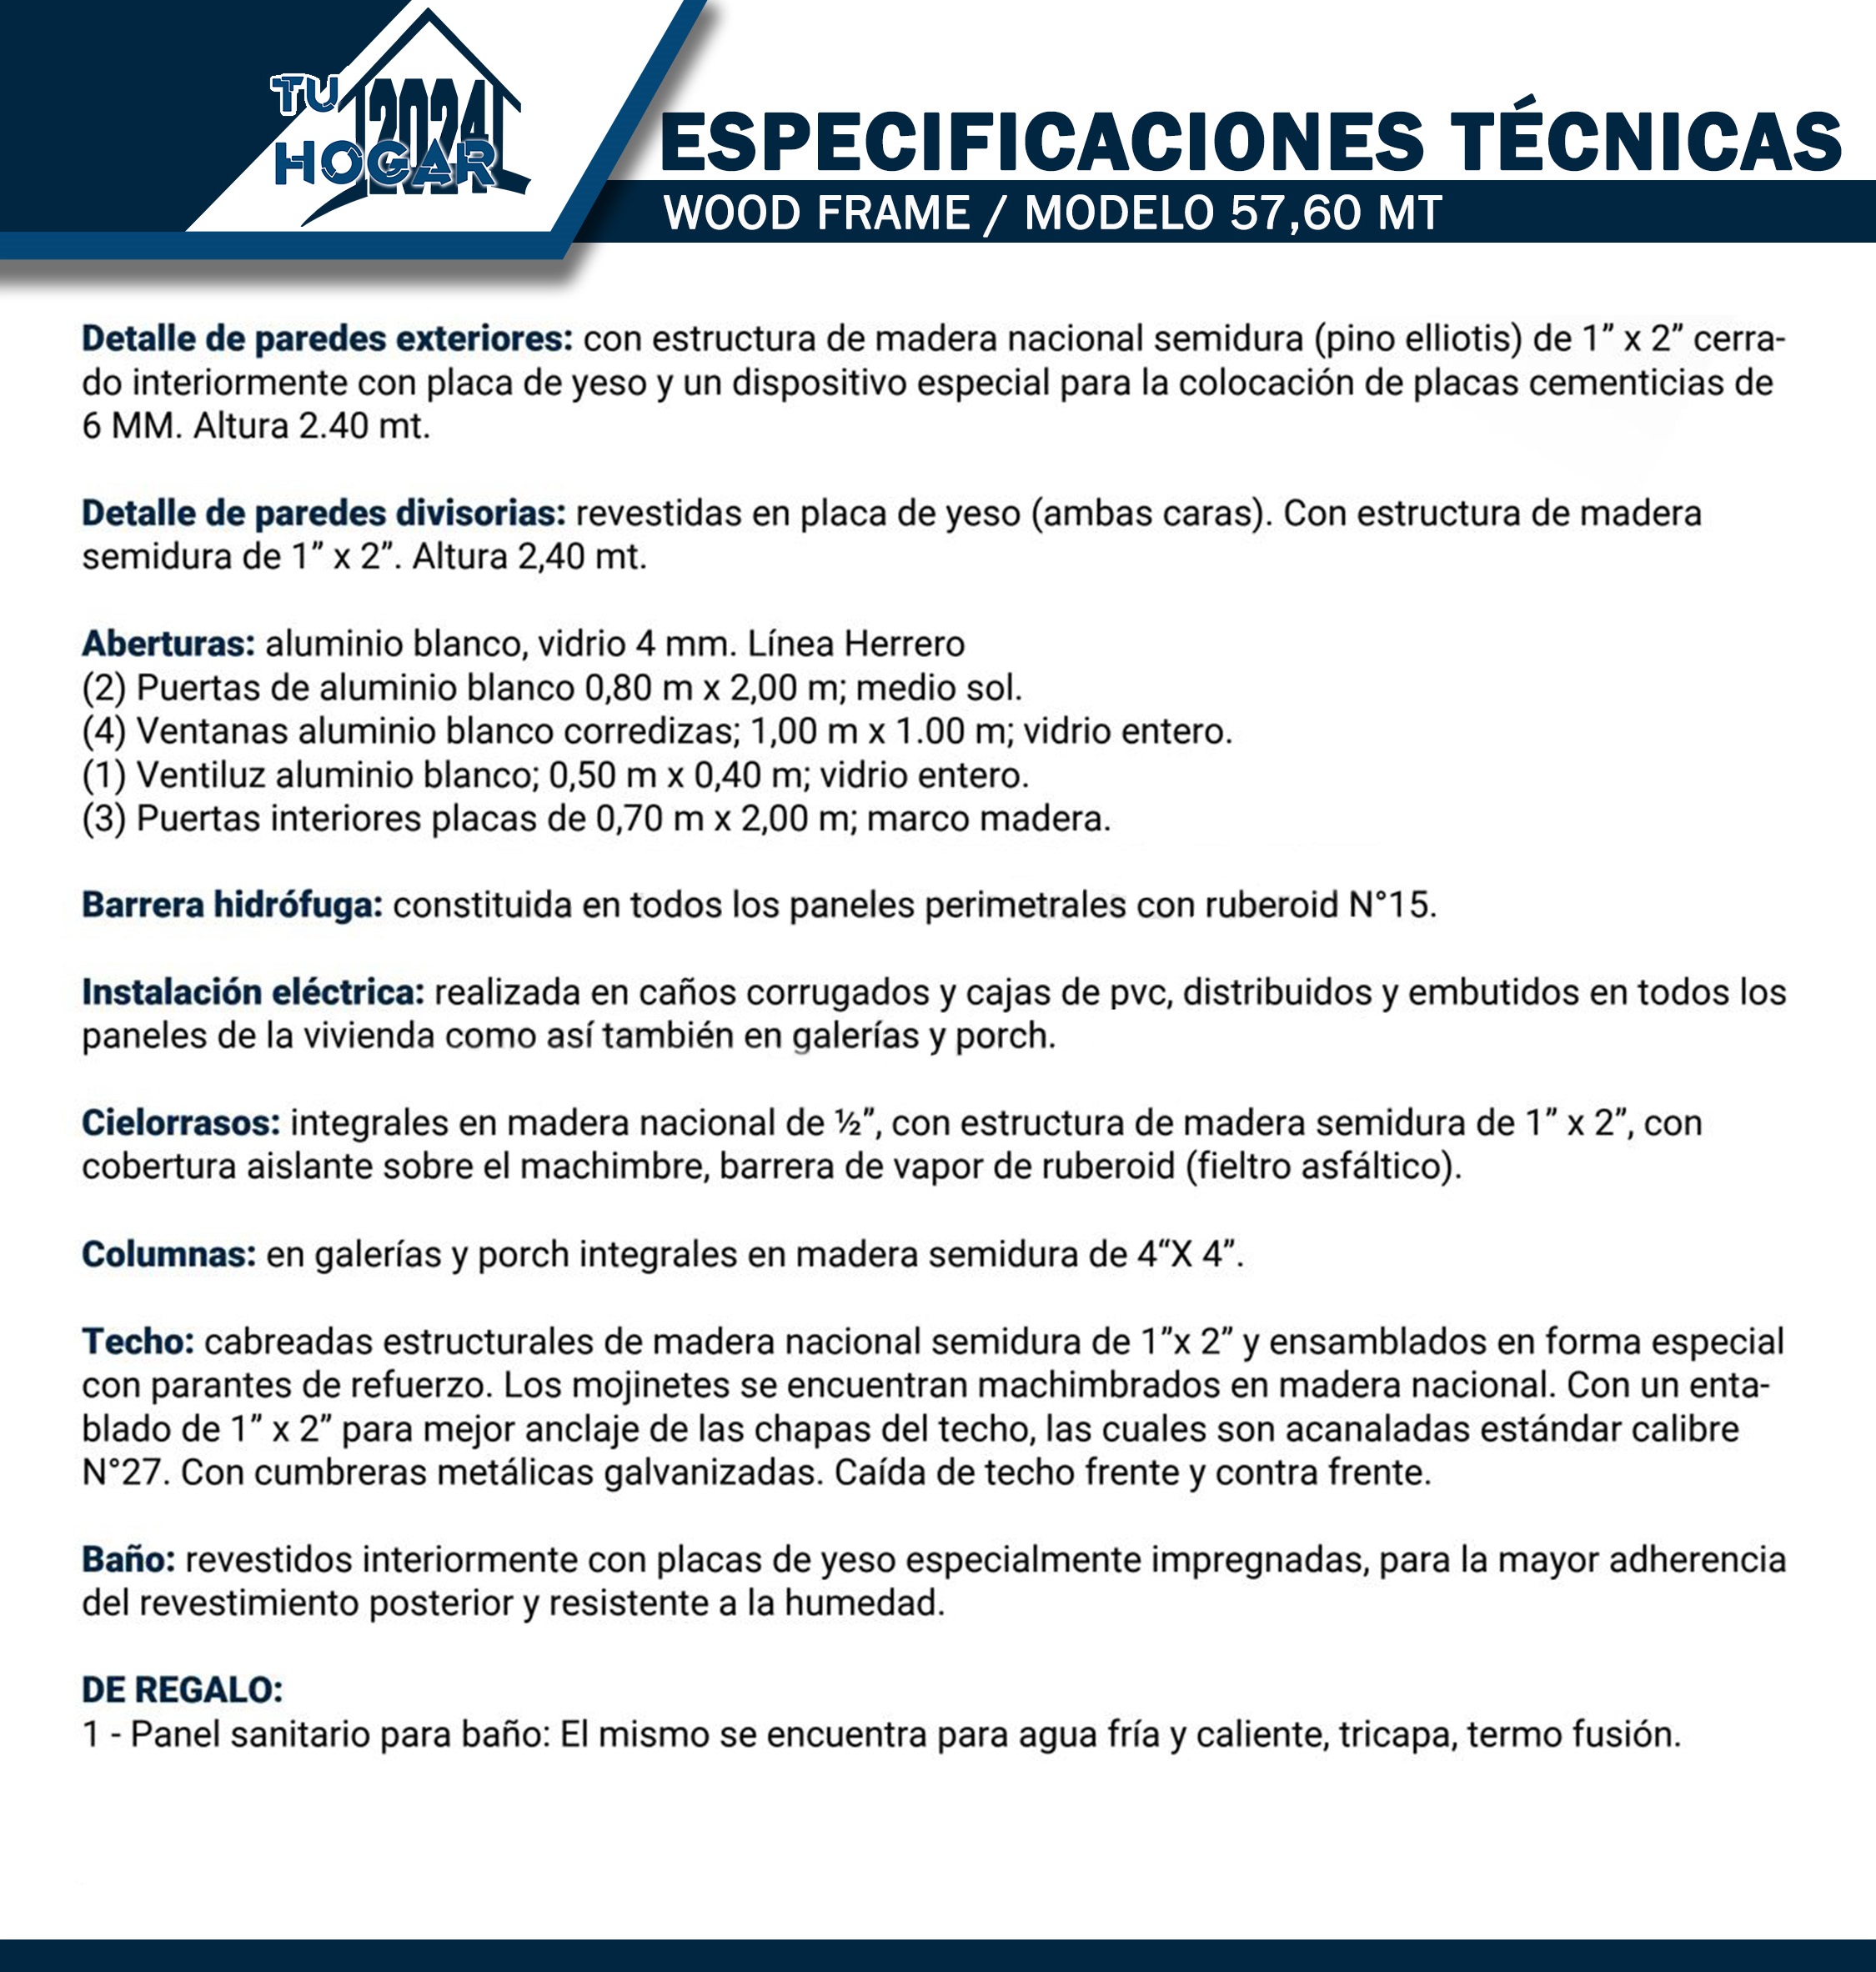 TU
2024
HOGAR
ESPECIFICACIONES TÉCNICAS
WOOD FRAME / MODELO 57,60 MT
Detalle de paredes exteriores: con estructura de madera nacional semidura (pino elliotis) de 1” x 2” cerra-
do interiormente con placa de yeso y un dispositivo especial para la colocación de placas cementicias de
6 MM. Altura 2.40 mt.
Detalle de paredes divisorias: revestidas en placa de yeso (ambas caras). Con estructura de madera
semidura de 1” x 2”. Altura 2,40 mt.
Aberturas: aluminio blanco, vidrio 4 mm. Línea Herrero
(2) Puertas de aluminio blanco 0,80 m x 2,00 m; medio sol.
(4) Ventanas aluminio blanco corredizas; 1,00 m x 1.00 m; vidrio entero.
(1) Ventiluz aluminio blanco; 0,50 m x 0,40 m; vidrio entero.
(3) Puertas interiores placas de 0,70 m x 2,00 m; marco madera.
Barrera hidrófuga: constituida en todos los paneles perimetrales con ruberoid N°15.
Instalación eléctrica: realizada en caños corrugados y cajas de pvc, distribuidos y embutidos en todos los
paneles de la vivienda como así también en galerías y porch.
Cielorrasos: integrales en madera nacional de ½”, con estructura de madera semidura de 1” x 2”, con
cobertura aislante sobre el machimbre, barrera de vapor de ruberoid (fieltro asfáltico).
Columnas: en galerías y porch integrales en madera semidura de 4“X 4”.
Techo: cabreadas estructurales de madera nacional semidura de 1”x 2” y ensamblados en forma especial
con parantes de refuerzo. Los mojinetes se encuentran machimbrados en madera nacional. Con un enta-
blado de 1” x 2” para mejor anclaje de las chapas del techo, las cuales son acanaladas estándar calibre
N°27. Con cumbreras metálicas galvanizadas. Caída de techo frente y contra frente.
Baño: revestidos interiormente con placas de yeso especialmente impregnadas, para la mayor adherencia
del revestimiento posterior y resistente a la humedad.
DE REGALO:
1 - Panel sanitario para baño: El mismo se encuentra para agua fría y caliente, tricapa, termo fusión.